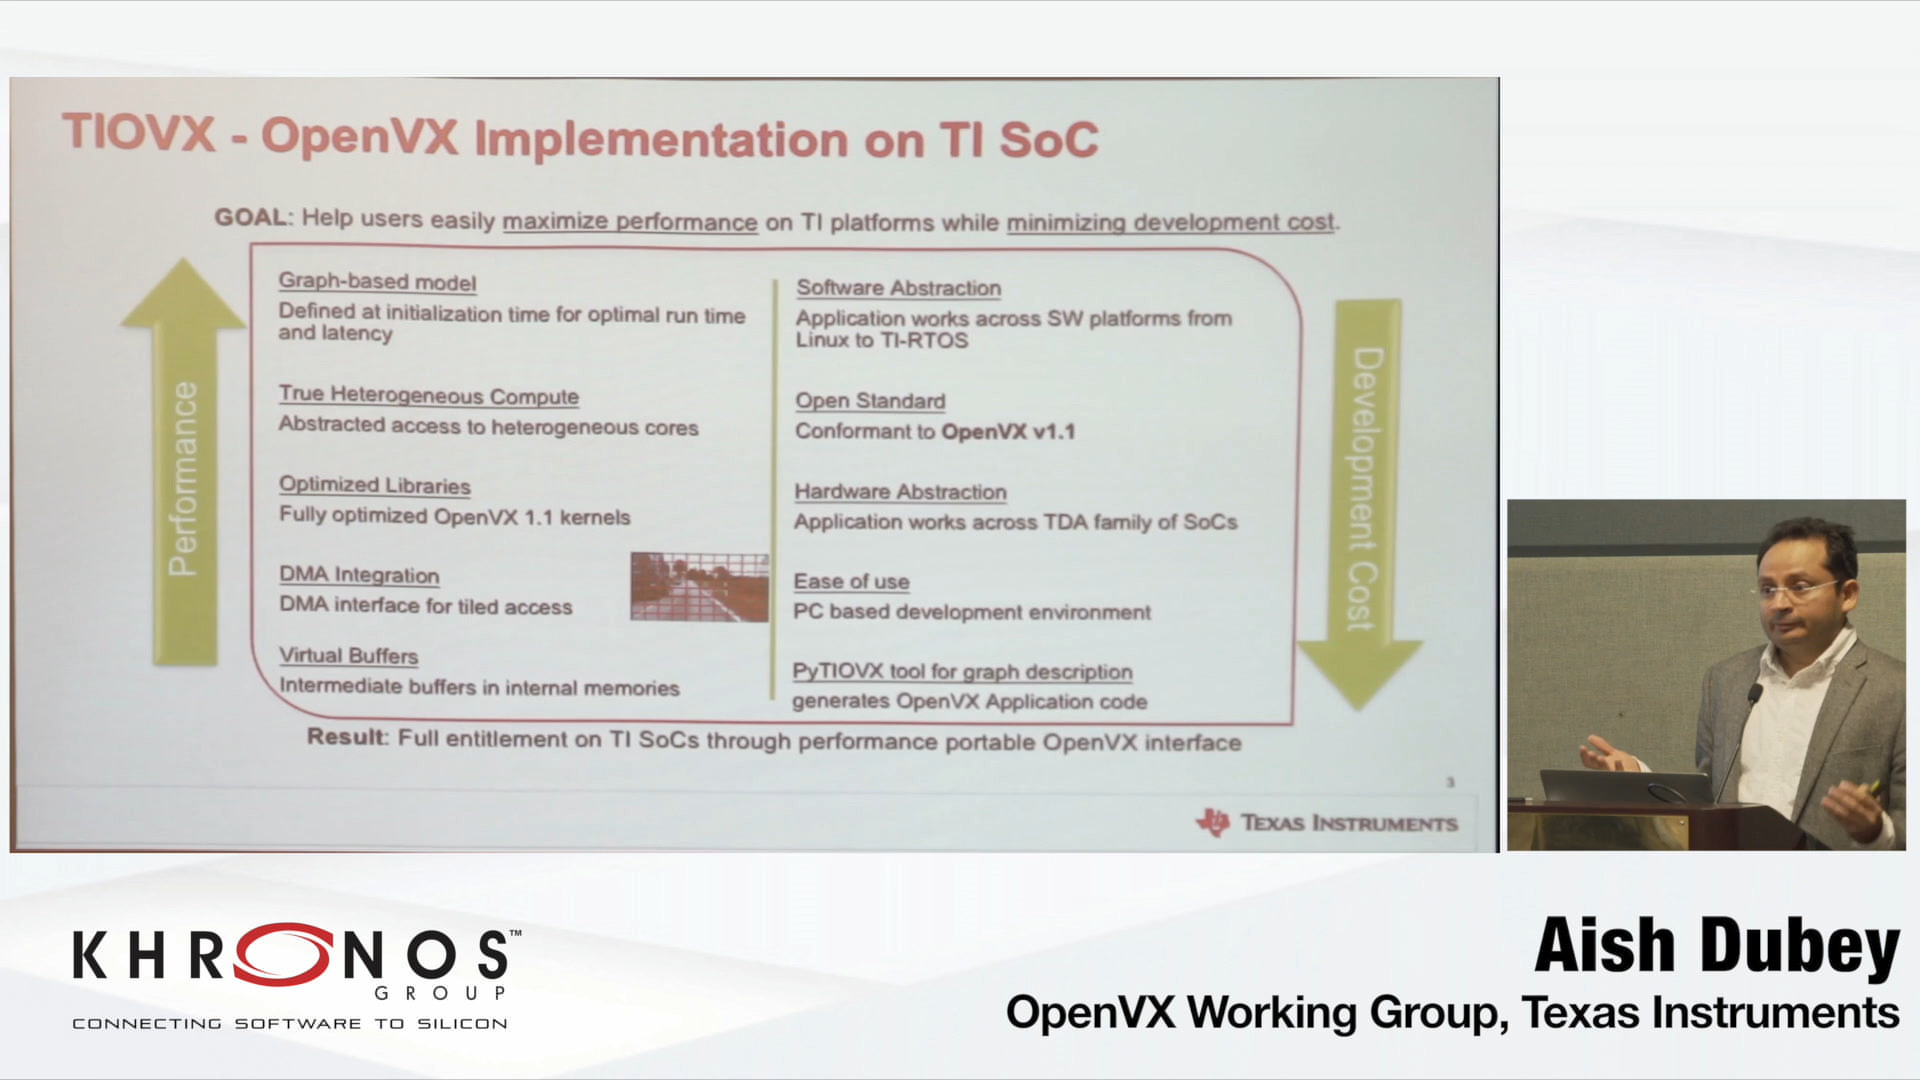 TIOVX - OpenVX Implementation on TI SoC
GOAL: Help users easily maximize performance on TI platforms while minimizing development cost.
Performance
Graph-based model
Defined at initialization time for optimal run time
and latency
True Heterogeneous Compute
Abstracted access to heterogeneous cores
Optimized Libraries
Fully optimized OpenVX 1.1 kernels
DMA Integration
DMA interface for tiled access
Virtual Buffers
Intermediate buffers in internal memories
Software Abstraction
Application works across SW platforms from
Linux to TI-RTOS
Open Standard
Conformant to OpenVX v1.1
Hardware Abstraction
Application works across TDA family of SoCs
Ease of use
PC based development environment
PyTIOVX tool for graph description
generates OpenVX Application code
Development Cost
Result: Full entitlement on TI SoCs through performance portable OpenVX interface
3
TEXAS INSTRUMENTS
KHRONOS™
GROUP
CONNECTING SOFTWARE TO SILICON
Aish Dubey
OpenVX Working Group, Texas Instruments